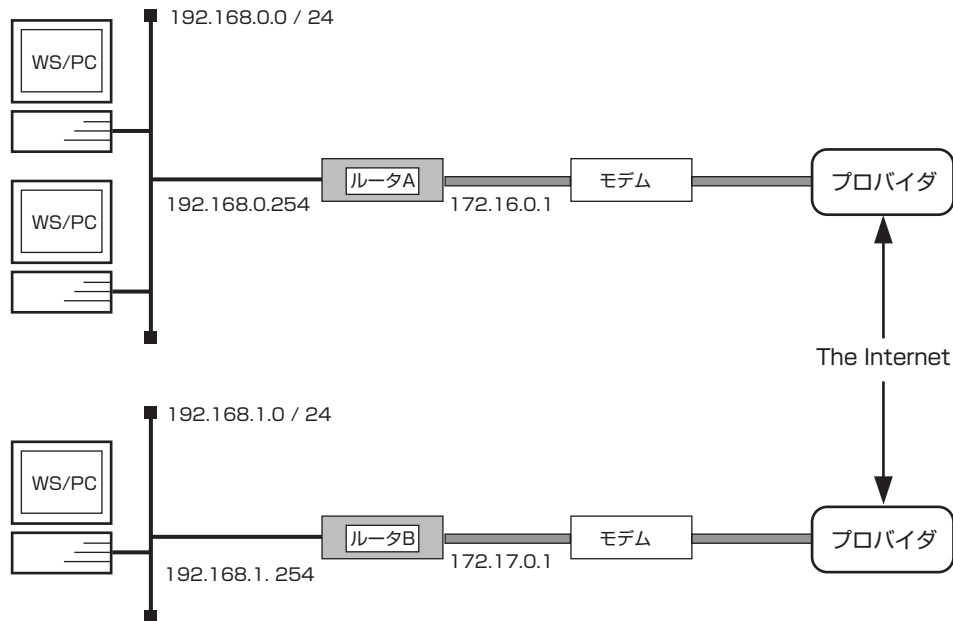 192.168.0.0 / 24
WS/PC
ルータA
モデム
プロバイダ
192.168.0.254
172.16.0.1
WS/PC
The Internet
192.168.1.0 / 24
WS/PC
ルータB
モデム
プロバイダ
192.168.1. 254
172.17.0.1